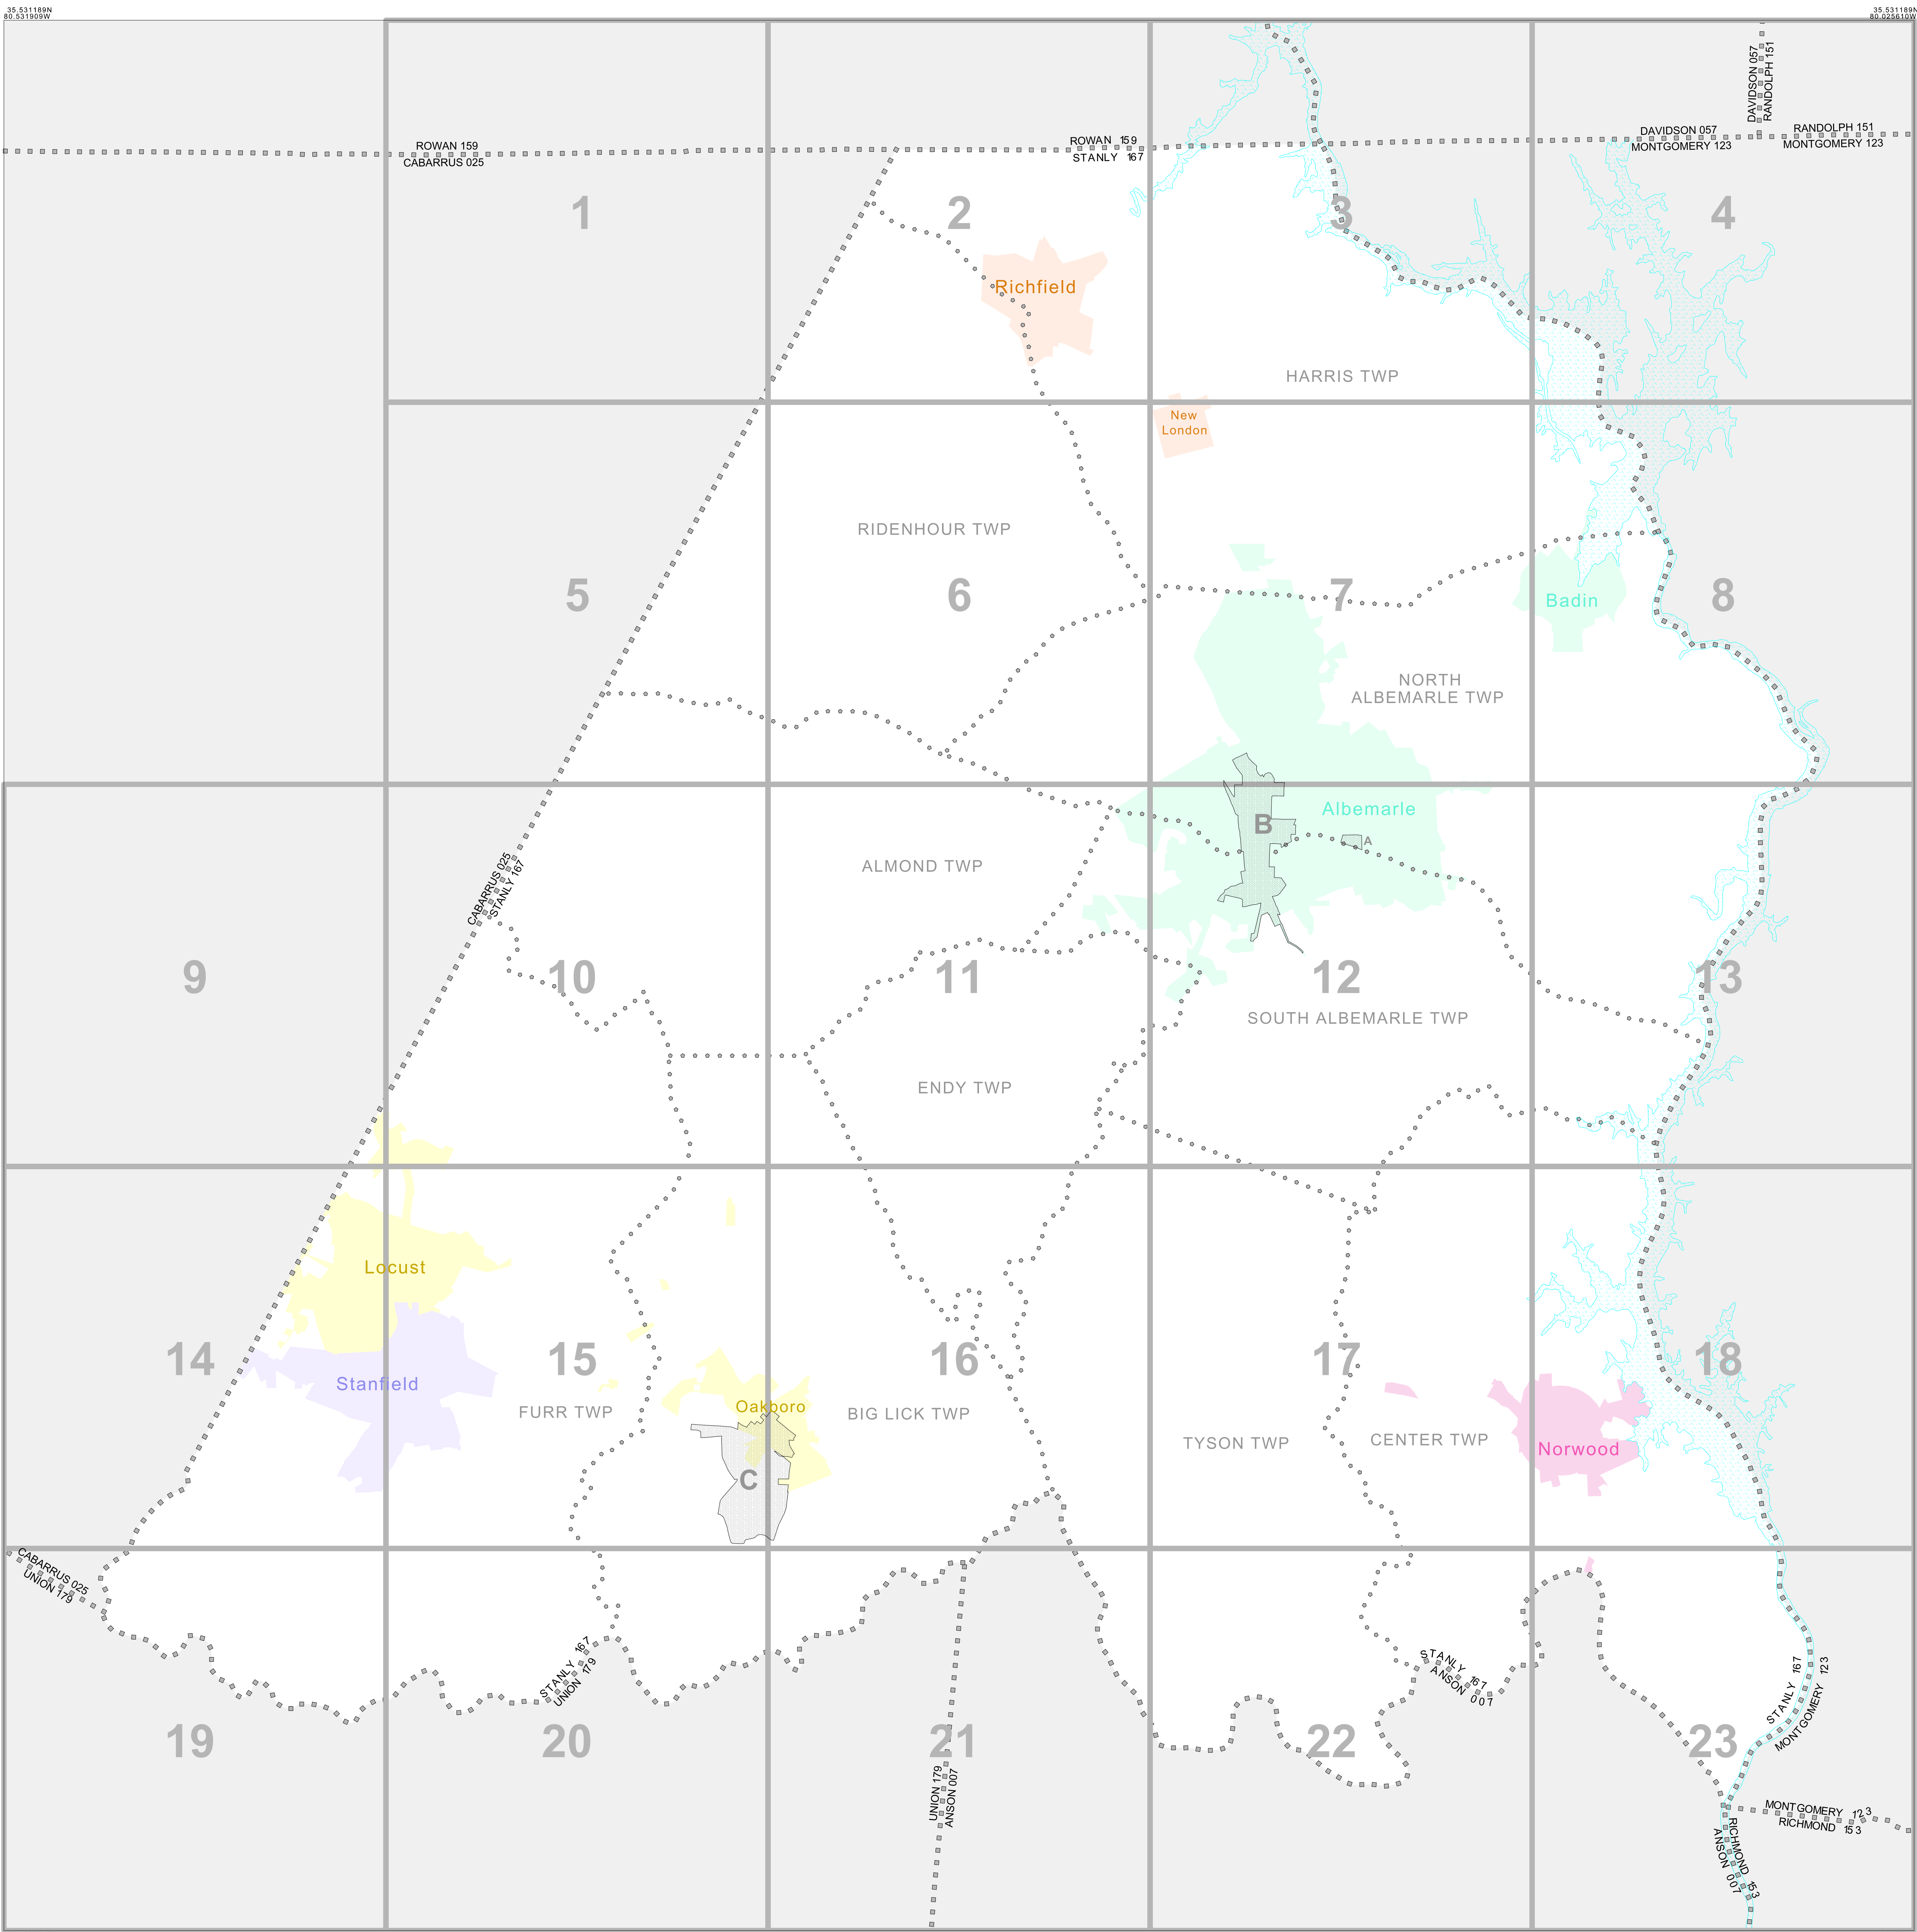 35.531189N
80.531909W
35.531189N
80.025610W
DAVIDSON 057
RANDOLPH 151
ROWAN 159
CABARRUS 025
ROWAN 159
STANLY 167
DAVIDSON 057
MONTGOMERY 123
RANDOLPH 151
MONTGOMERY 123
1
2
3
4
Richfield
HARRIS TWP
New
London
RIDENHOUR TWP
5
6
7
8
Badin
NORTH
ALBEMARLE TWP
Albemarle
B
A
ALMOND TWP
CABARRUS 025
STANLY 167
9
10
11
12
13
SOUTH ALBEMARLE TWP
ENDY TWP
Locust
14
15
16
17
18
Stanfield
FURR TWP
Oakboro
BIG LICK TWP
TYSON TWP
CENTER TWP
Norwood
C
CABARRUS 025
UNION 179
STANLY 167
UNION 179
STANLY 167
ANSON 007
STANLY 167
MONTGOMERY 123
19
20
21
22
23
UNION 179
ANSON 007
MONTGOMERY 123
RICHMOND 153
RICHMOND 153
ANSON 007